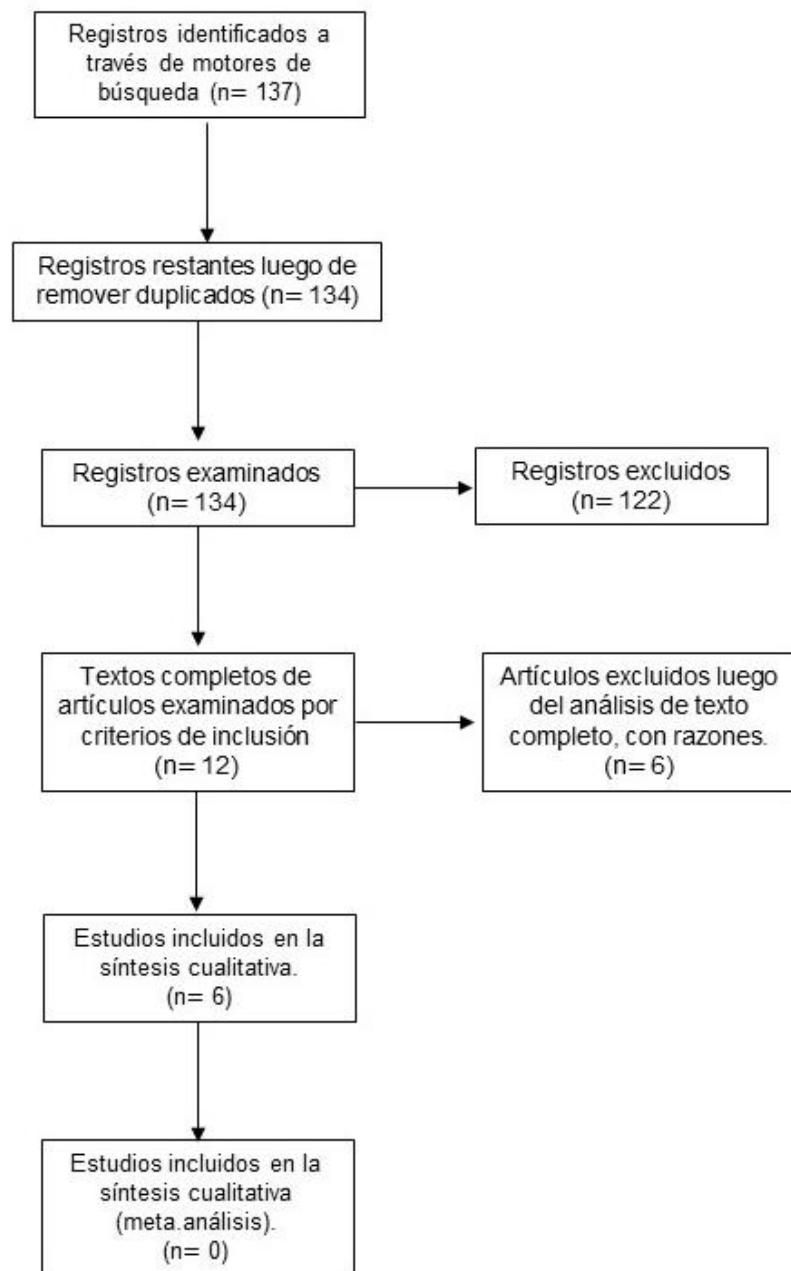 Registros identificados a
través de motores de
búsqueda (n= 137)
Registros restantes luego de
remover duplicados (n= 134)
Registros examinados
(n= 134)
Registros excluidos
(n= 122)
Textos completos de
artículos examinados por
criterios de inclusión
(n= 12)
Artículos excluidos luego
del análisis de texto
completo, con razones.
(n= 6)
Estudios incluidos en la
síntesis cualitativa.
(n= 6)
Estudios incluidos en la
síntesis cualitativa
(meta.análisis).
(n= 0)